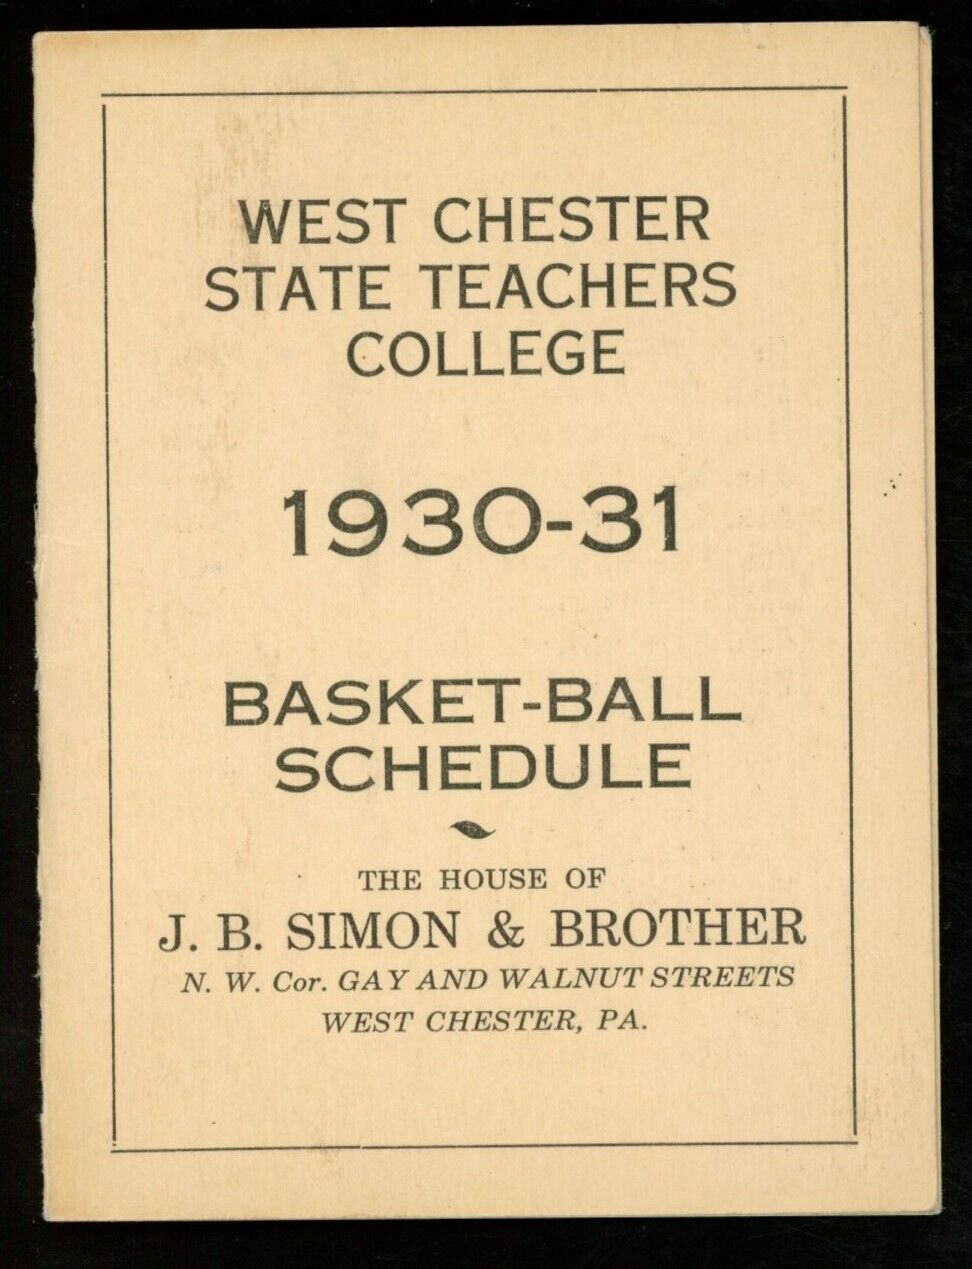 WEST CHESTER
STATE TEACHERS
COLLEGE
1930-31
BASKET-BALL
SCHEDULE
THE HOUSE OF
J. B. SIMON & BROTHER
N. W. Cor. GAY AND WALNUT STREETS
WEST CHESTER, PA.